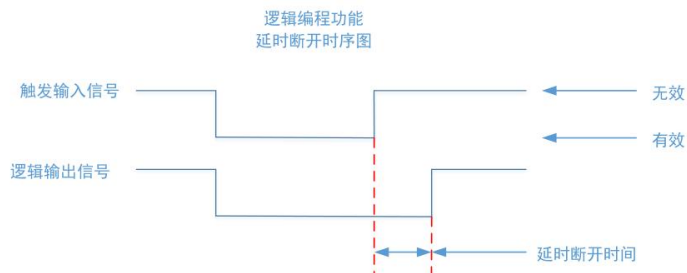 逻辑编程功能
延时断开时序图
触发输入信号
无效
有效
逻辑输出信号
延时断开时间